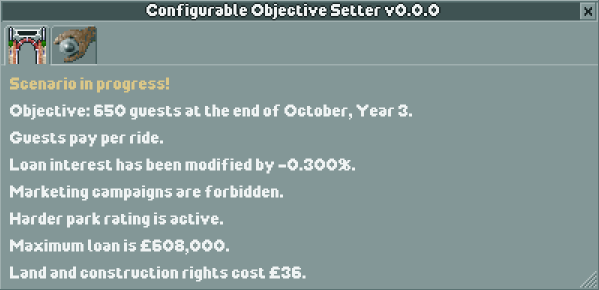 Configurable Objective Setter v0.0.0
Scenario in progress!
Objective: 650 guests at the end of October, Year 3.
Guests pay per ride.
Loan interest has been modified by -0.300%.
Marketing campaigns are forbidden.
Harder park rating is active.
Maximum loan is £608,000.
Land and construction rights cost £36.